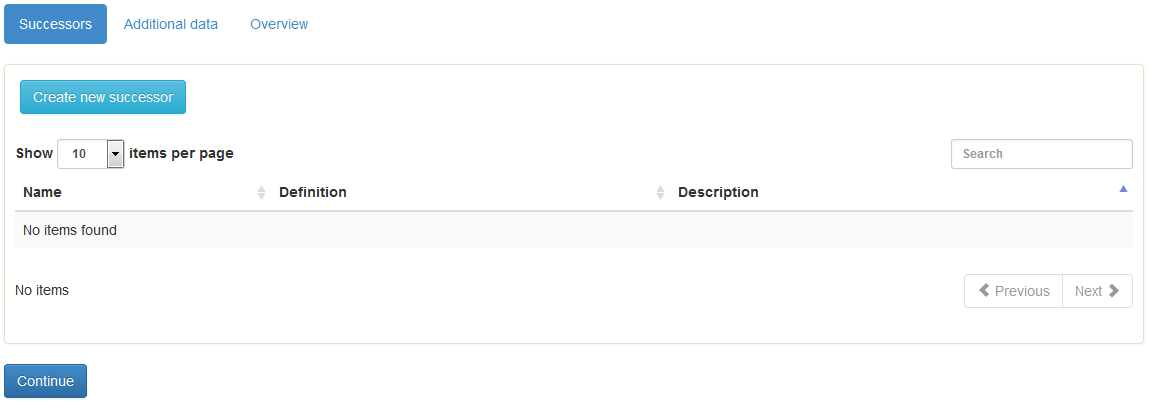 Successors Additional data Overview
Create new successor
Show 10 items per page Search
Name Definition Description
No items found
No items Previous Next
Continue